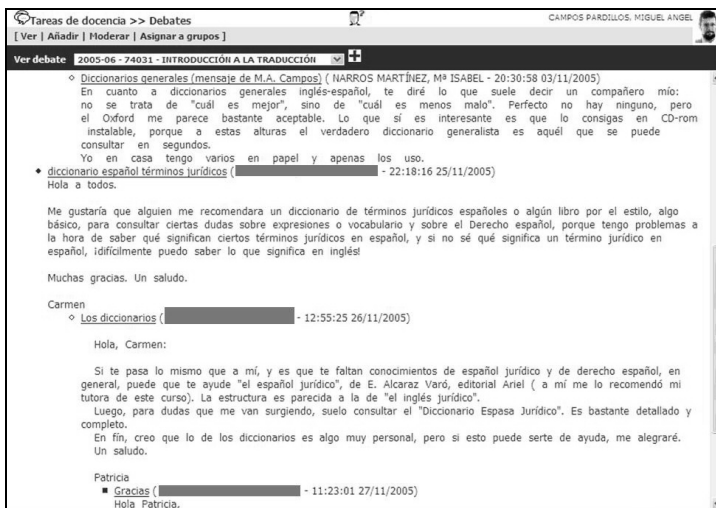 Tareas de docencia >> Debates
CAMPOS PARDILLOS, MIGUEL ANGEL
[ Ver | Añadir | Moderar | Asignar a grupos ]
Ver debate 2005-06 - 74031 - INTRODUCCIÓN A LA TRADUCCIÓN
Diccionarios generales (mensaje de M.A. Campos) ( NARROS MARTÍNEZ, Mª ISABEL - 20:30:58 03/11/2005)
En cuanto a diccionarios generales inglés-español, te diré lo que suele decir un compañero mío:
no se trata de "cuál es mejor", sino de "cuál es menos malo". Perfecto no hay ninguno, pero
el Oxford me parece bastante aceptable. Lo que sí es interesante es que lo consigas en CD-rom
instalable, porque a estas alturas el verdadero diccionario generalista es aquél que se puede
consultar en segundos.
Yo en casa tengo varios en papel y apenas los uso.
diccionario español términos jurídicos ( - 22:18:16 25/11/2005)
Hola a todos.
Me gustaría que alguien me recomendara un diccionario de términos jurídicos españoles o algún libro por el estilo, algo
básico, para consultar ciertas dudas sobre expresiones o vocabulario y sobre el Derecho español, porque tengo problemas a
la hora de saber qué significan ciertos términos jurídicos en español, y si no sé qué significa un término jurídico en
español, ¡difícilmente puedo saber lo que significa en inglés!
Muchas gracias. Un saludo.
Carmen
Los diccionarios ( - 12:55:25 26/11/2005)
Hola, Carmen:
Si te pasa lo mismo que a mí, y es que te faltan conocimientos de español jurídico y de derecho español, en
general, puede que te ayude "el español jurídico", de E. Alcaraz Varó, editorial Ariel ( a mí me lo recomendó mi
tutora de este curso). La estructura es parecida a la de "el inglés jurídico".
Luego, para dudas que me van surgiendo, suelo consultar el "Diccionario Espasa Jurídico". Es bastante detallado y
completo.
En fín, creo que lo de los diccionarios es algo muy personal, pero si esto puede serte de ayuda, me alegraré.
Un saludo.
Patricia
Gracias ( - 11:23:01 27/11/2005)
Hola Patricia,